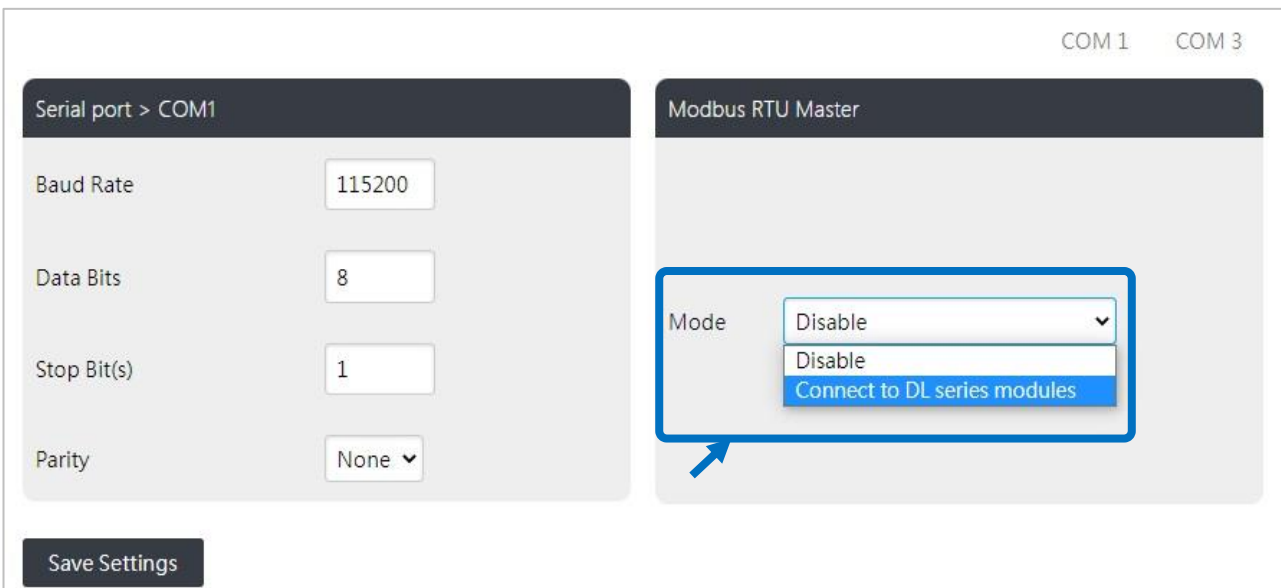 COM 1 COM 3
Serial port > COM1
Baud Rate 115200
Data Bits 8
Stop Bit(s) 1
Parity None
Modbus RTU Master
Mode Disable
Disable
Connect to DL series modules
Save Settings